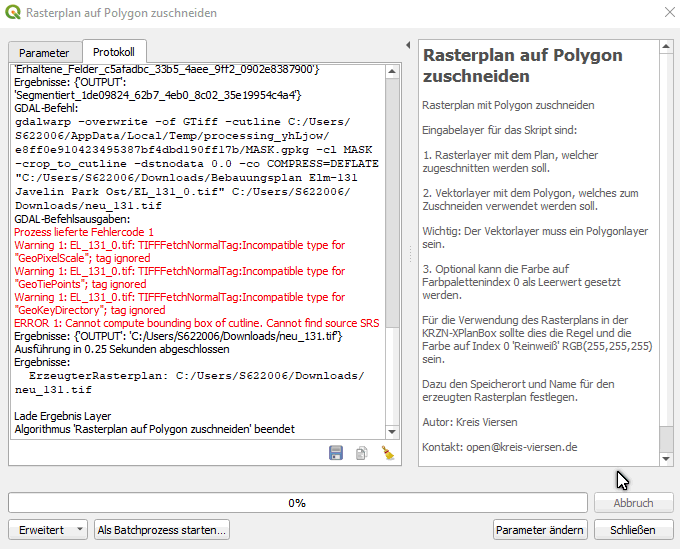 Rasterplan auf Polygon zuschneiden
Parameter
Protokoll
'Erhaltene_Felder_c5afadbc_33b5_4aee_9ff2_0902e8387900'}
Ergebnisse: {'OUTPUT':
'Segmentiert_1de09824_62b7_4eb0_8c02_35e19954c4a4'}
GDAL-Befehl:
gdalwarp -overwrite -of GTiff -cutline C:/Users/
S622006/AppData/Local/Temp/processing_yhLjow/
e8ff0e910423495387bf4dbd190ff17b/MASK.gpkg -cl MASK
-crop_to_cutline -dstnodata 0.0 -co COMPRESS=DEFLATE
"C:/Users/S622006/Downloads/Bebauungsplan Elm-131
Javelin Park Ost/EL_131_0.tif" C:/Users/S622006/
Downloads/neu_131.tif
GDAL-Befehlsausgaben:
Prozess lieferte Fehlercode 1
Warning 1: EL_131_0.tif: TIFFFetchNormalTag:Incompatible type for
"GeoPixelScale"; tag ignored
Warning 1: EL_131_0.tif: TIFFFetchNormalTag:Incompatible type for
"GeoTiePoints"; tag ignored
Warning 1: EL_131_0.tif: TIFFFetchNormalTag:Incompatible type for
"GeoKeyDirectory"; tag ignored
ERROR 1: Cannot compute bounding box of cutline. Cannot find source SRS
Ergebnisse: {'OUTPUT': 'C:/Users/S622006/Downloads/neu_131.tif'}
Ausführung in 0.25 Sekunden abgeschlossen
Ergebnisse:
ErzeugterRasterplan: C:/Users/S622006/Downloads/
neu_131.tif
Lade Ergebnis Layer
Algorithmus 'Rasterplan auf Polygon zuschneiden' beendet
Rasterplan auf Polygon
zuschneiden
Rasterplan mit Polygon zuschneiden
Eingabelayer für das Skript sind:
1. Rasterlayer mit dem Plan, welcher
zugeschnitten werden soll.
2. Vektorlayer mit dem Polygon, welches zum
Zuschneiden verwendet werden soll.
Wichtig: Der Vektorlayer muss ein Polygonlayer
sein.
3. Optional kann die Farbe auf
Farbpalettenindex 0 als Leerwert gesetzt
werden.
Für die Verwendung des Rasterplans in der
KRZN-XPlanBox sollte dies die Regel und die
Farbe auf Index 0 'Reinweiß' RGB(255,255,255)
sein.
Dazu den Speicherort und Name für den
erzeugten Rasterplan festlegen.
Autor: Kreis Viersen
Kontakt: open@kreis-viersen.de
0%
Abbruch
Erweitert
Als Batchprozess starten...
Parameter ändern
Schließen